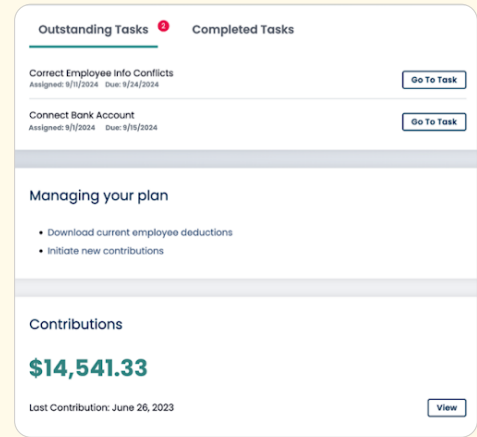 Outstanding Tasks 2 Completed Tasks
Correct Employee Info Conflicts
Assigned: 9/11/2024 Due: 9/24/2024
Go To Task
Connect Bank Account
Assigned: 9/1/2024 Due: 9/15/2024
Go To Task
Managing your plan
• Download current employee deductions
• Initiate new contributions
Contributions
$14,541.33
Last Contribution: June 26, 2023
View